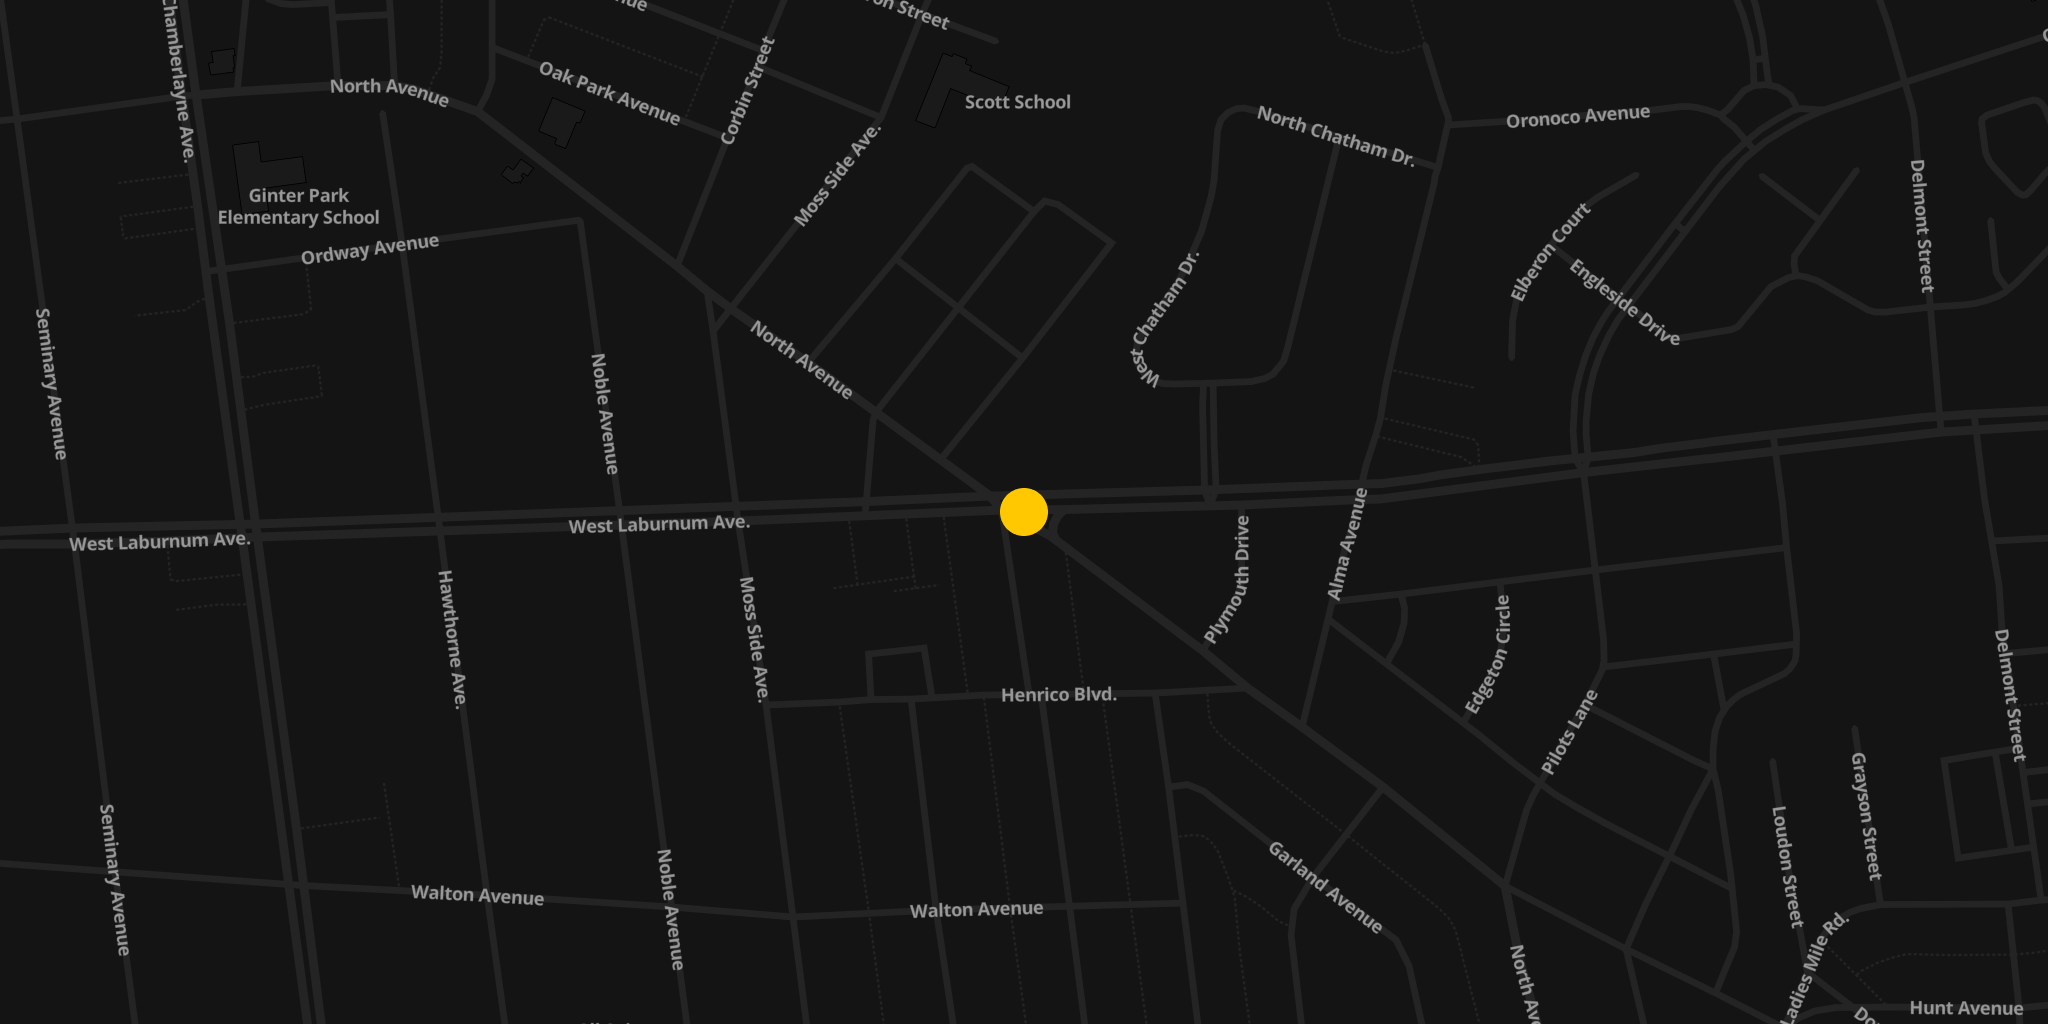 Chamberlayne Ave.
North Avenue
Oak Park Avenue
Corbin Street
Moss Side Ave.
Scott School
North Chatham Dr.
Oronoco Avenue
Delmont Street
Ginter Park
Elementary School
Ordway Avenue
Elberon Court
Engleside Drive
West Chatham Dr.
Seminary Avenue
Noble Avenue
North Avenue
West Laburnum Ave.
West Laburnum Ave.
Plymouth Drive
Alma Avenue
Hawthorne Ave.
Moss Side Ave.
Edgeton Circle
Henrico Blvd.
Pilots Lane
Delmont Street
Grayson Street
Loudon Street
Seminary Avenue
Noble Avenue
Walton Avenue
Walton Avenue
Garland Avenue
North Av
Ladies Mile Rd.
Hunt Avenue